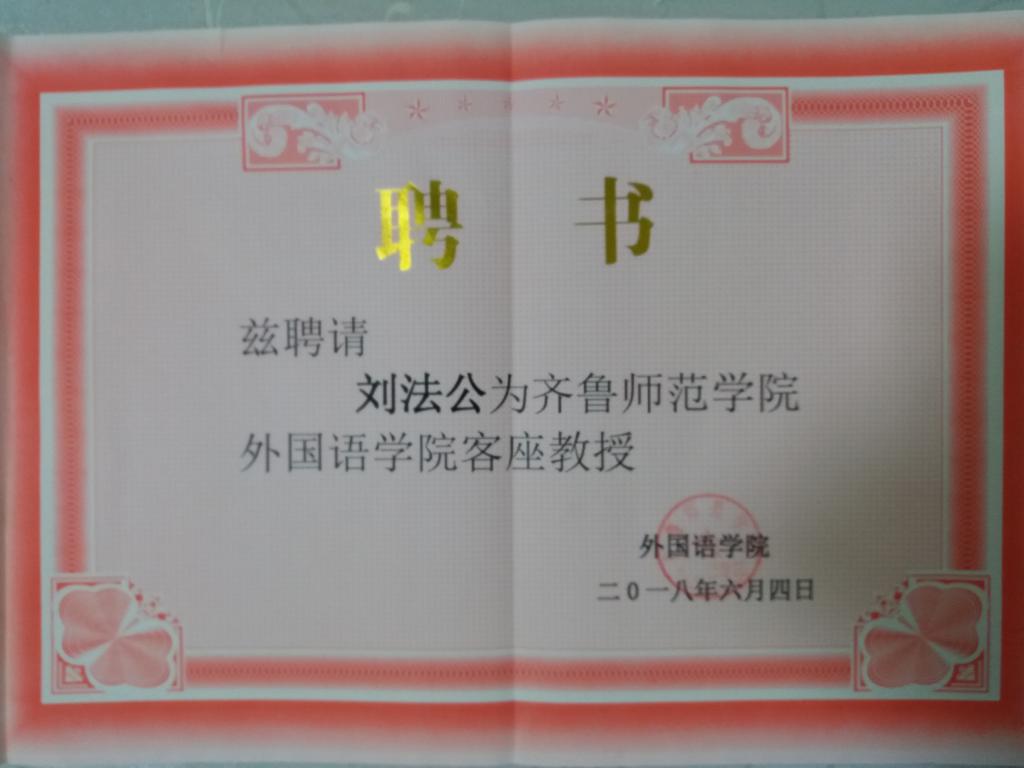 聘书
兹聘请
刘法公为齐鲁师范学院
外国语学院客座教授
外国语学院
二0一八年六月四日